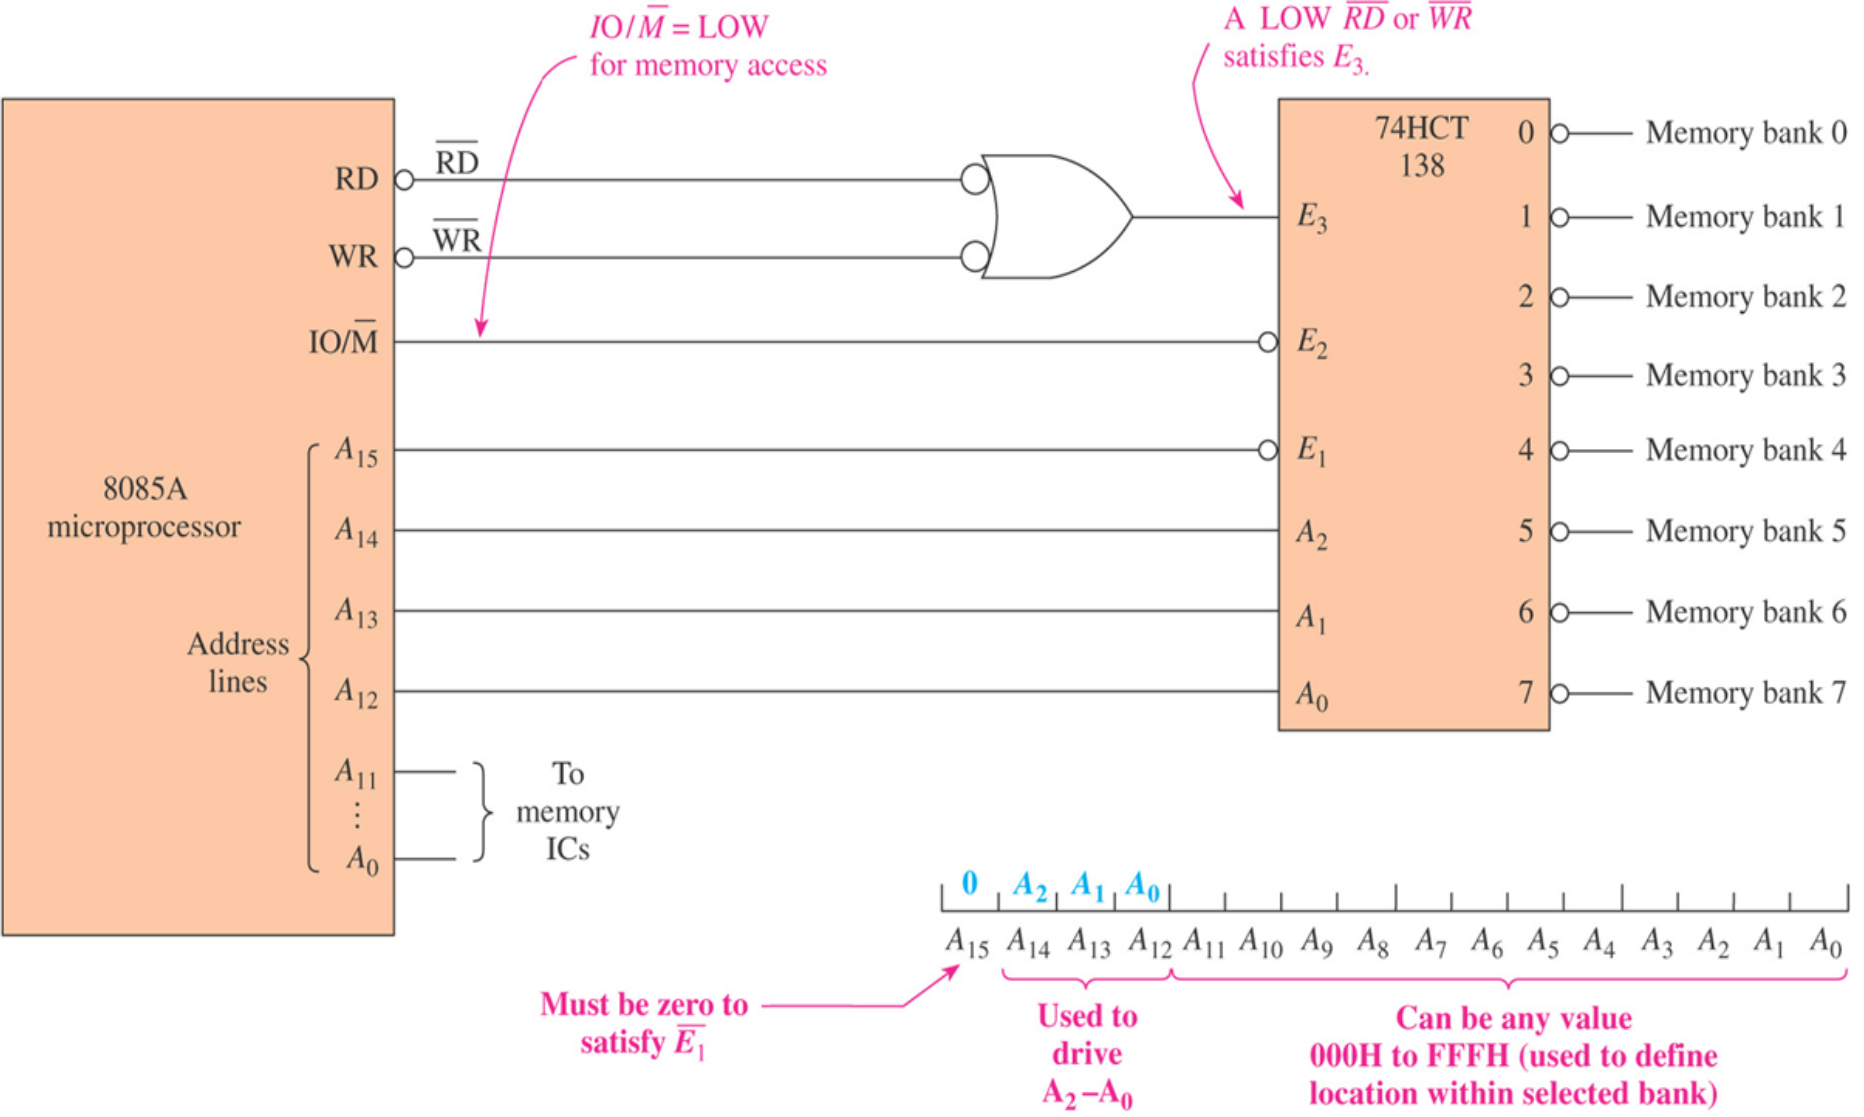 IO/M̅ = LOW
for memory access
A LOW R̅D̅ or W̅R̅
satisfies E₃.
74HCT
138
RD
R̅D̅
WR
W̅R̅
IO/M̅
A₁₅
A₁₄
A₁₃
A₁₂
A₁₁
⋮
A₀
8085A
microprocessor
Address
lines
To
memory
ICs
E₃
E₂
E₁
A₂
A₁
A₀
0 Memory bank 0
1 Memory bank 1
2 Memory bank 2
3 Memory bank 3
4 Memory bank 4
5 Memory bank 5
6 Memory bank 6
7 Memory bank 7
0 A₂ A₁ A₀
A₁₅ A₁₄ A₁₃ A₁₂ A₁₁ A₁₀ A₉ A₈ A₇ A₆ A₅ A₄ A₃ A₂ A₁ A₀
Must be zero to
satisfy E̅₁
Used to
drive
A₂–A₀
Can be any value
000H to FFFH (used to define
location within selected bank)